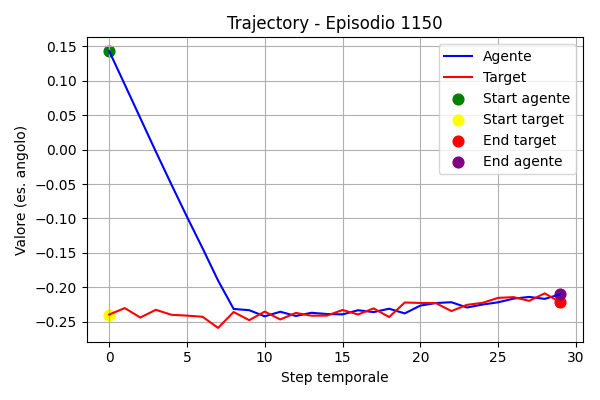 Trajectory - Episodio 1150
Valore (es. angolo)
0.15
0.10
0.05
0.00
−0.05
−0.10
−0.15
−0.20
−0.25
Agente
Target
Start agente
Start target
End target
End agente
0 5 10 15 20 25 30
Step temporale